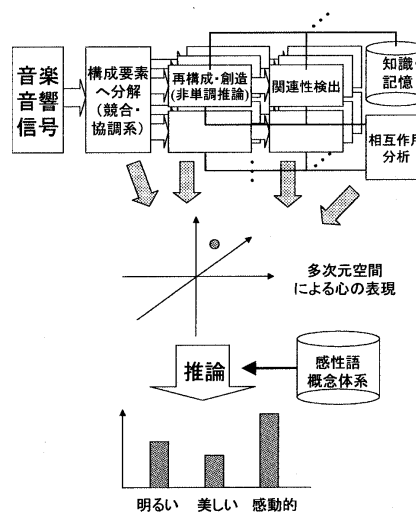 音楽
音響
信号
構成要素
へ分解
(競合・
協調系)
再構成・創造
(非単調推論)
関連性検出
知識・
記憶
相互作用
分析
多次元空間
による心の表現
推論
感性語
概念体系
明るい 美しい 感動的